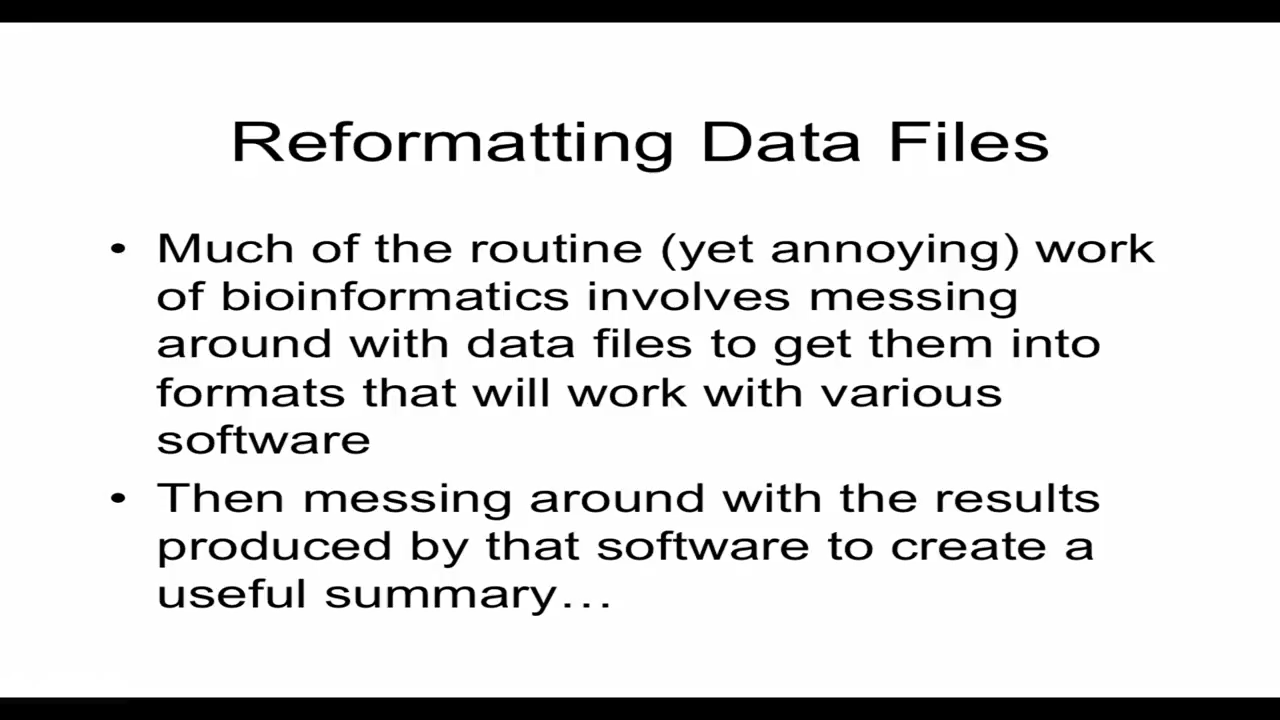 Reformatting Data Files
• Much of the routine (yet annoying) work
of bioinformatics involves messing
around with data files to get them into
formats that will work with various
software
• Then messing around with the results
produced by that software to create a
useful summary…